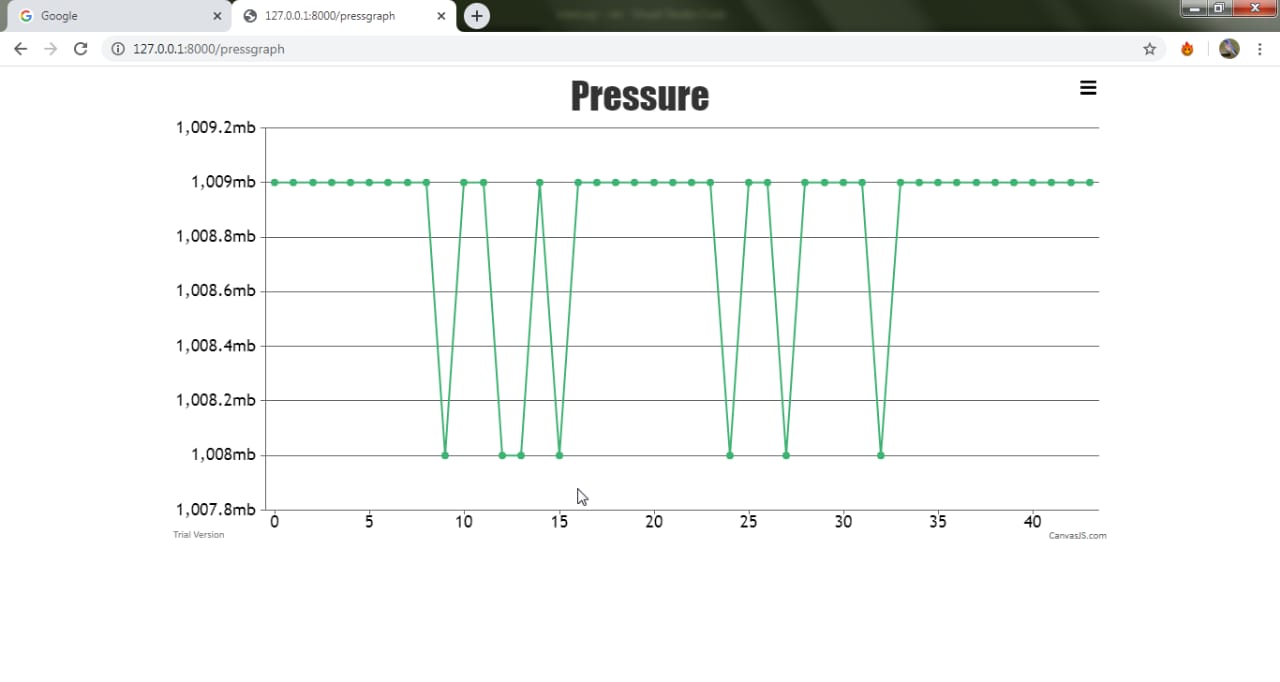 Google
127.0.0.1:8000/pressgraph
127.0.0.1:8000/pressgraph
Pressure
1,009.2mb
1,009mb
1,008.8mb
1,008.6mb
1,008.4mb
1,008.2mb
1,008mb
1,007.8mb
0 5 10 15 20 25 30 35 40
Trial Version
CanvasJS.com